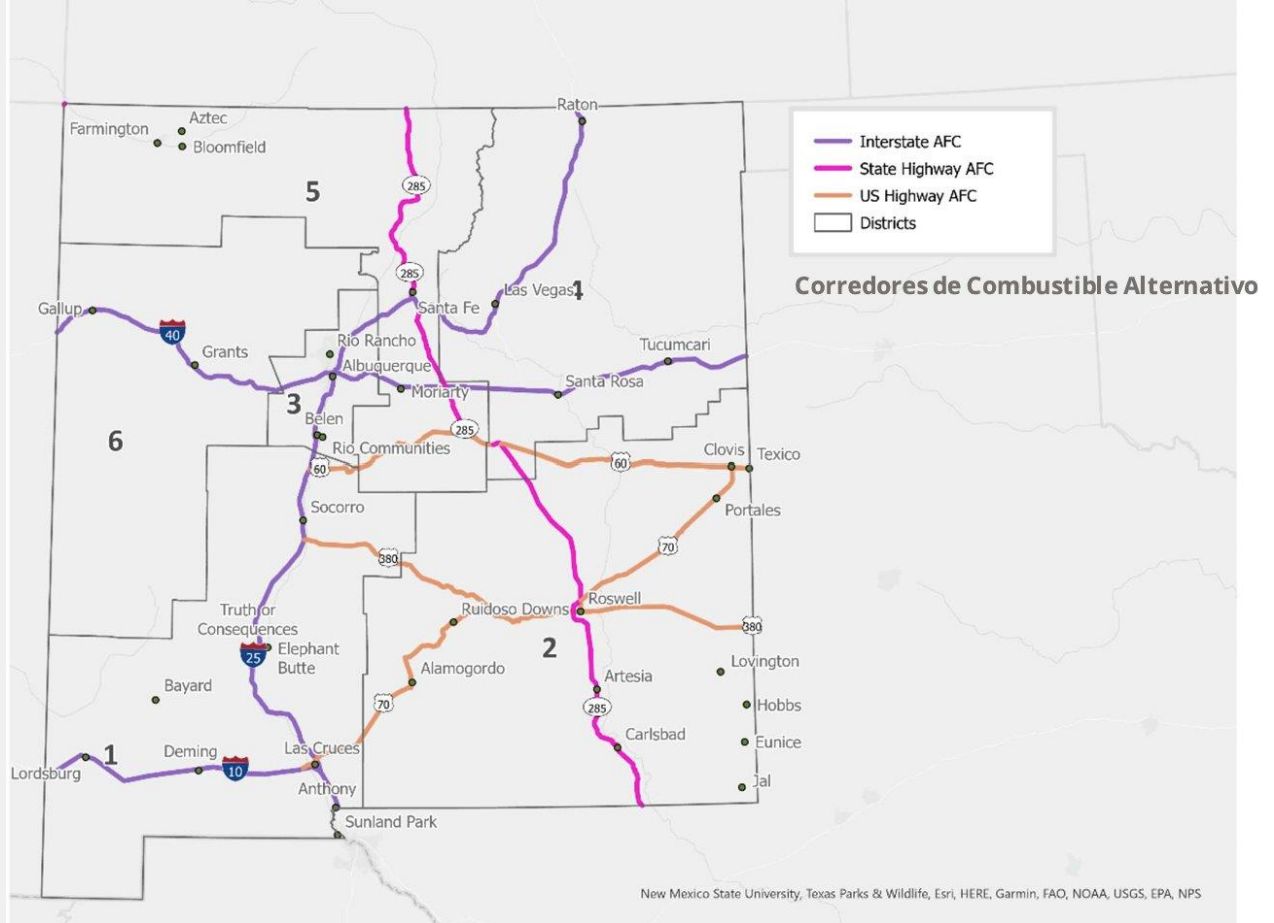 Raton
Aztec
Farmington
Bloomfield
Interstate AFC
State Highway AFC
US Highway AFC
Districts
5
285
285
Corredores de Combustible Alternativo
Las Vegas
4
Gallup
Santa Fe
40
Rio Rancho
Tucumcari
Grants
Albuquerque
Santa Rosa
Moriarty
3
Belen
285
6
Rio Communities
Clovis
Texico
60
60
Socorro
Portales
70
380
Truth or
Consequences
Ruidoso Downs
Roswell
380
25
Elephant
Butte
2
Lovington
Alamogordo
Artesia
Bayard
70
285
Hobbs
Carlsbad
Eunice
1
Deming
Las Cruces
Lordsburg
10
Jal
Anthony
Sunland Park
New Mexico State University, Texas Parks & Wildlife, Esri, HERE, Garmin, FAO, NOAA, USGS, EPA, NPS